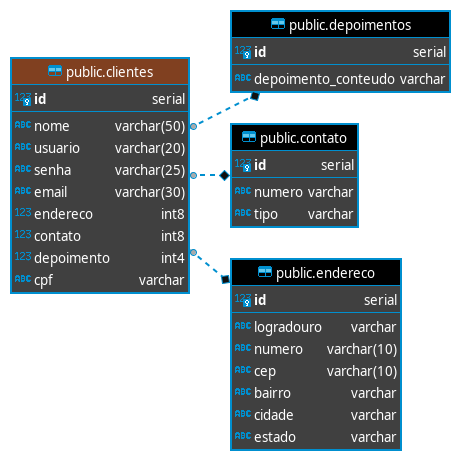 public.clientes
123 id serial
ABC nome varchar(50)
ABC usuario varchar(20)
ABC senha varchar(25)
ABC email varchar(30)
123 endereco int8
123 contato int8
123 depoimento int4
ABC cpf varchar
public.depoimentos
123 id serial
ABC depoimento_conteudo varchar
public.contato
123 id serial
ABC numero varchar
ABC tipo varchar
public.endereco
123 id serial
ABC logradouro varchar
ABC numero varchar(10)
ABC cep varchar(10)
ABC bairro varchar
ABC cidade varchar
ABC estado varchar